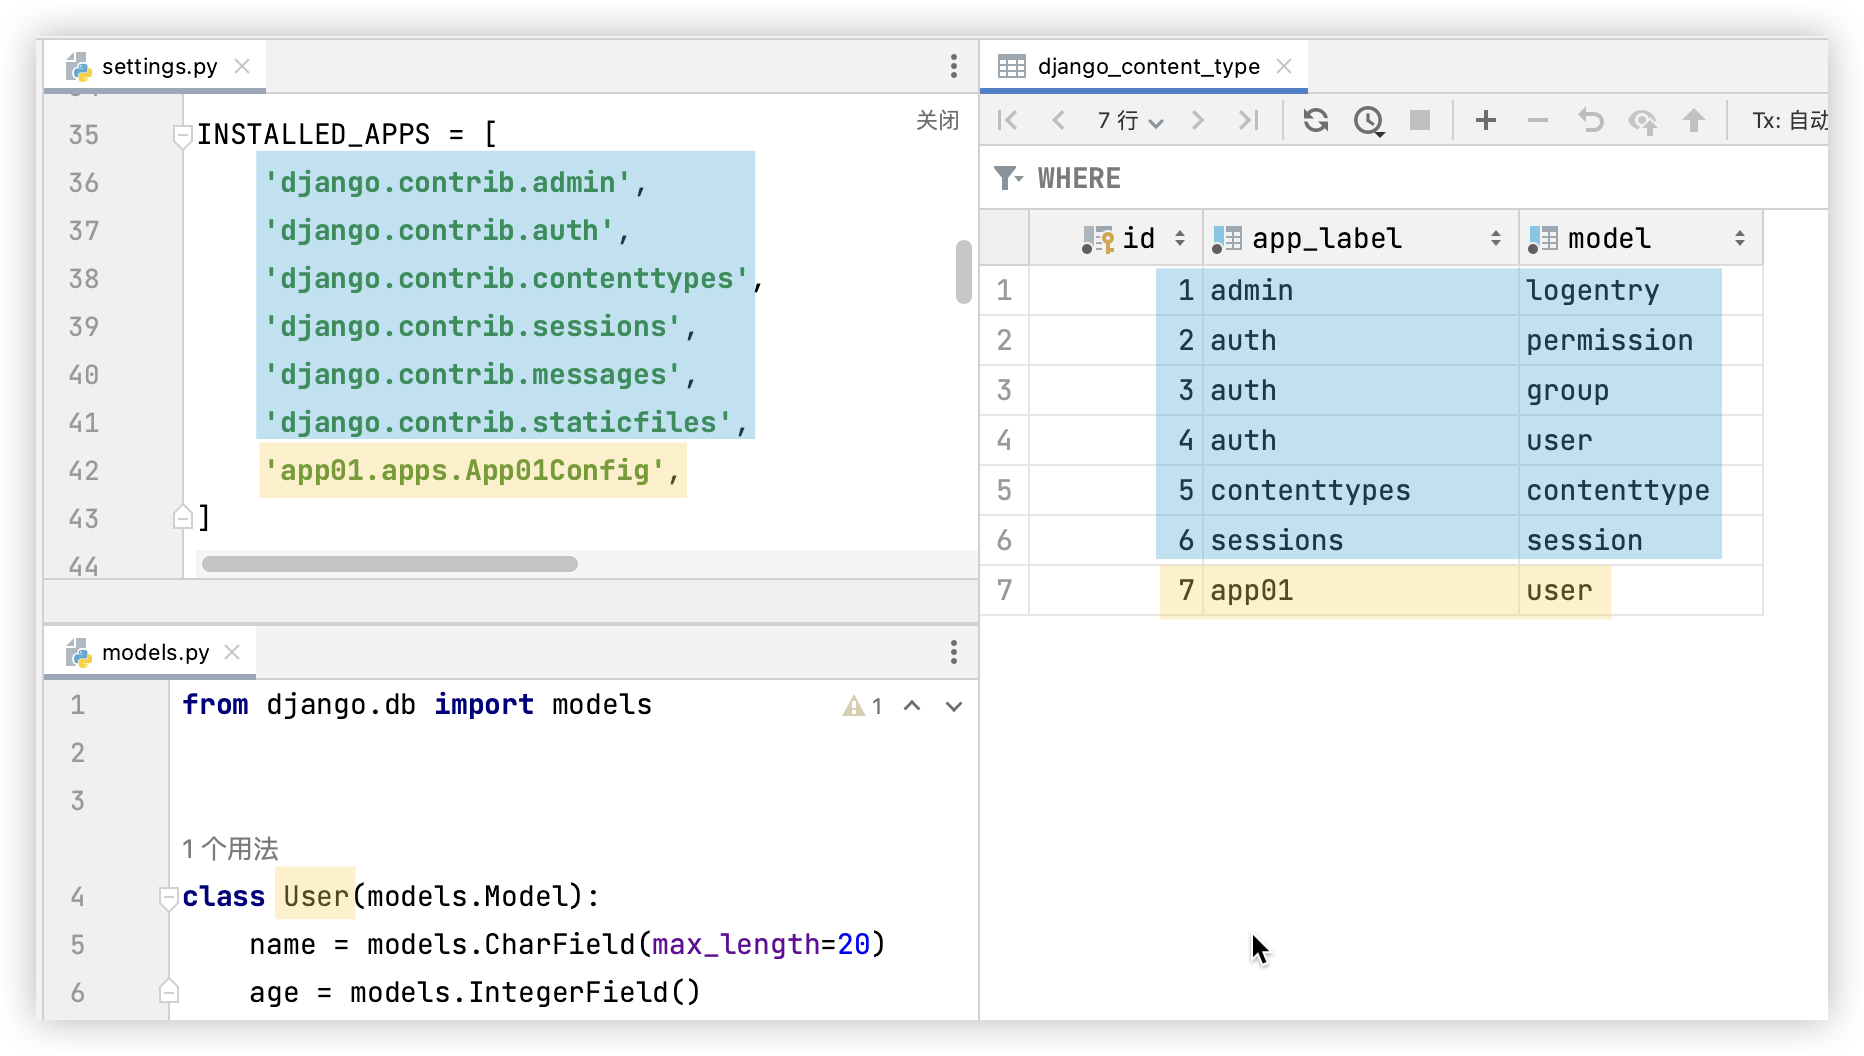 settings.py
关闭
35 INSTALLED_APPS = [
36 'django.contrib.admin',
37 'django.contrib.auth',
38 'django.contrib.contenttypes',
39 'django.contrib.sessions',
40 'django.contrib.messages',
41 'django.contrib.staticfiles',
42 'app01.apps.App01Config',
43 ]
44
models.py
1 from django.db import models
1
2
3
1 个用法
4 class User(models.Model):
5 name = models.CharField(max_length=20)
6 age = models.IntegerField()
django_content_type
7 行
Tx: 自动
WHERE
id app_label model
1 1 admin logentry
2 2 auth permission
3 3 auth group
4 4 auth user
5 5 contenttypes contenttype
6 6 sessions session
7 7 app01 user